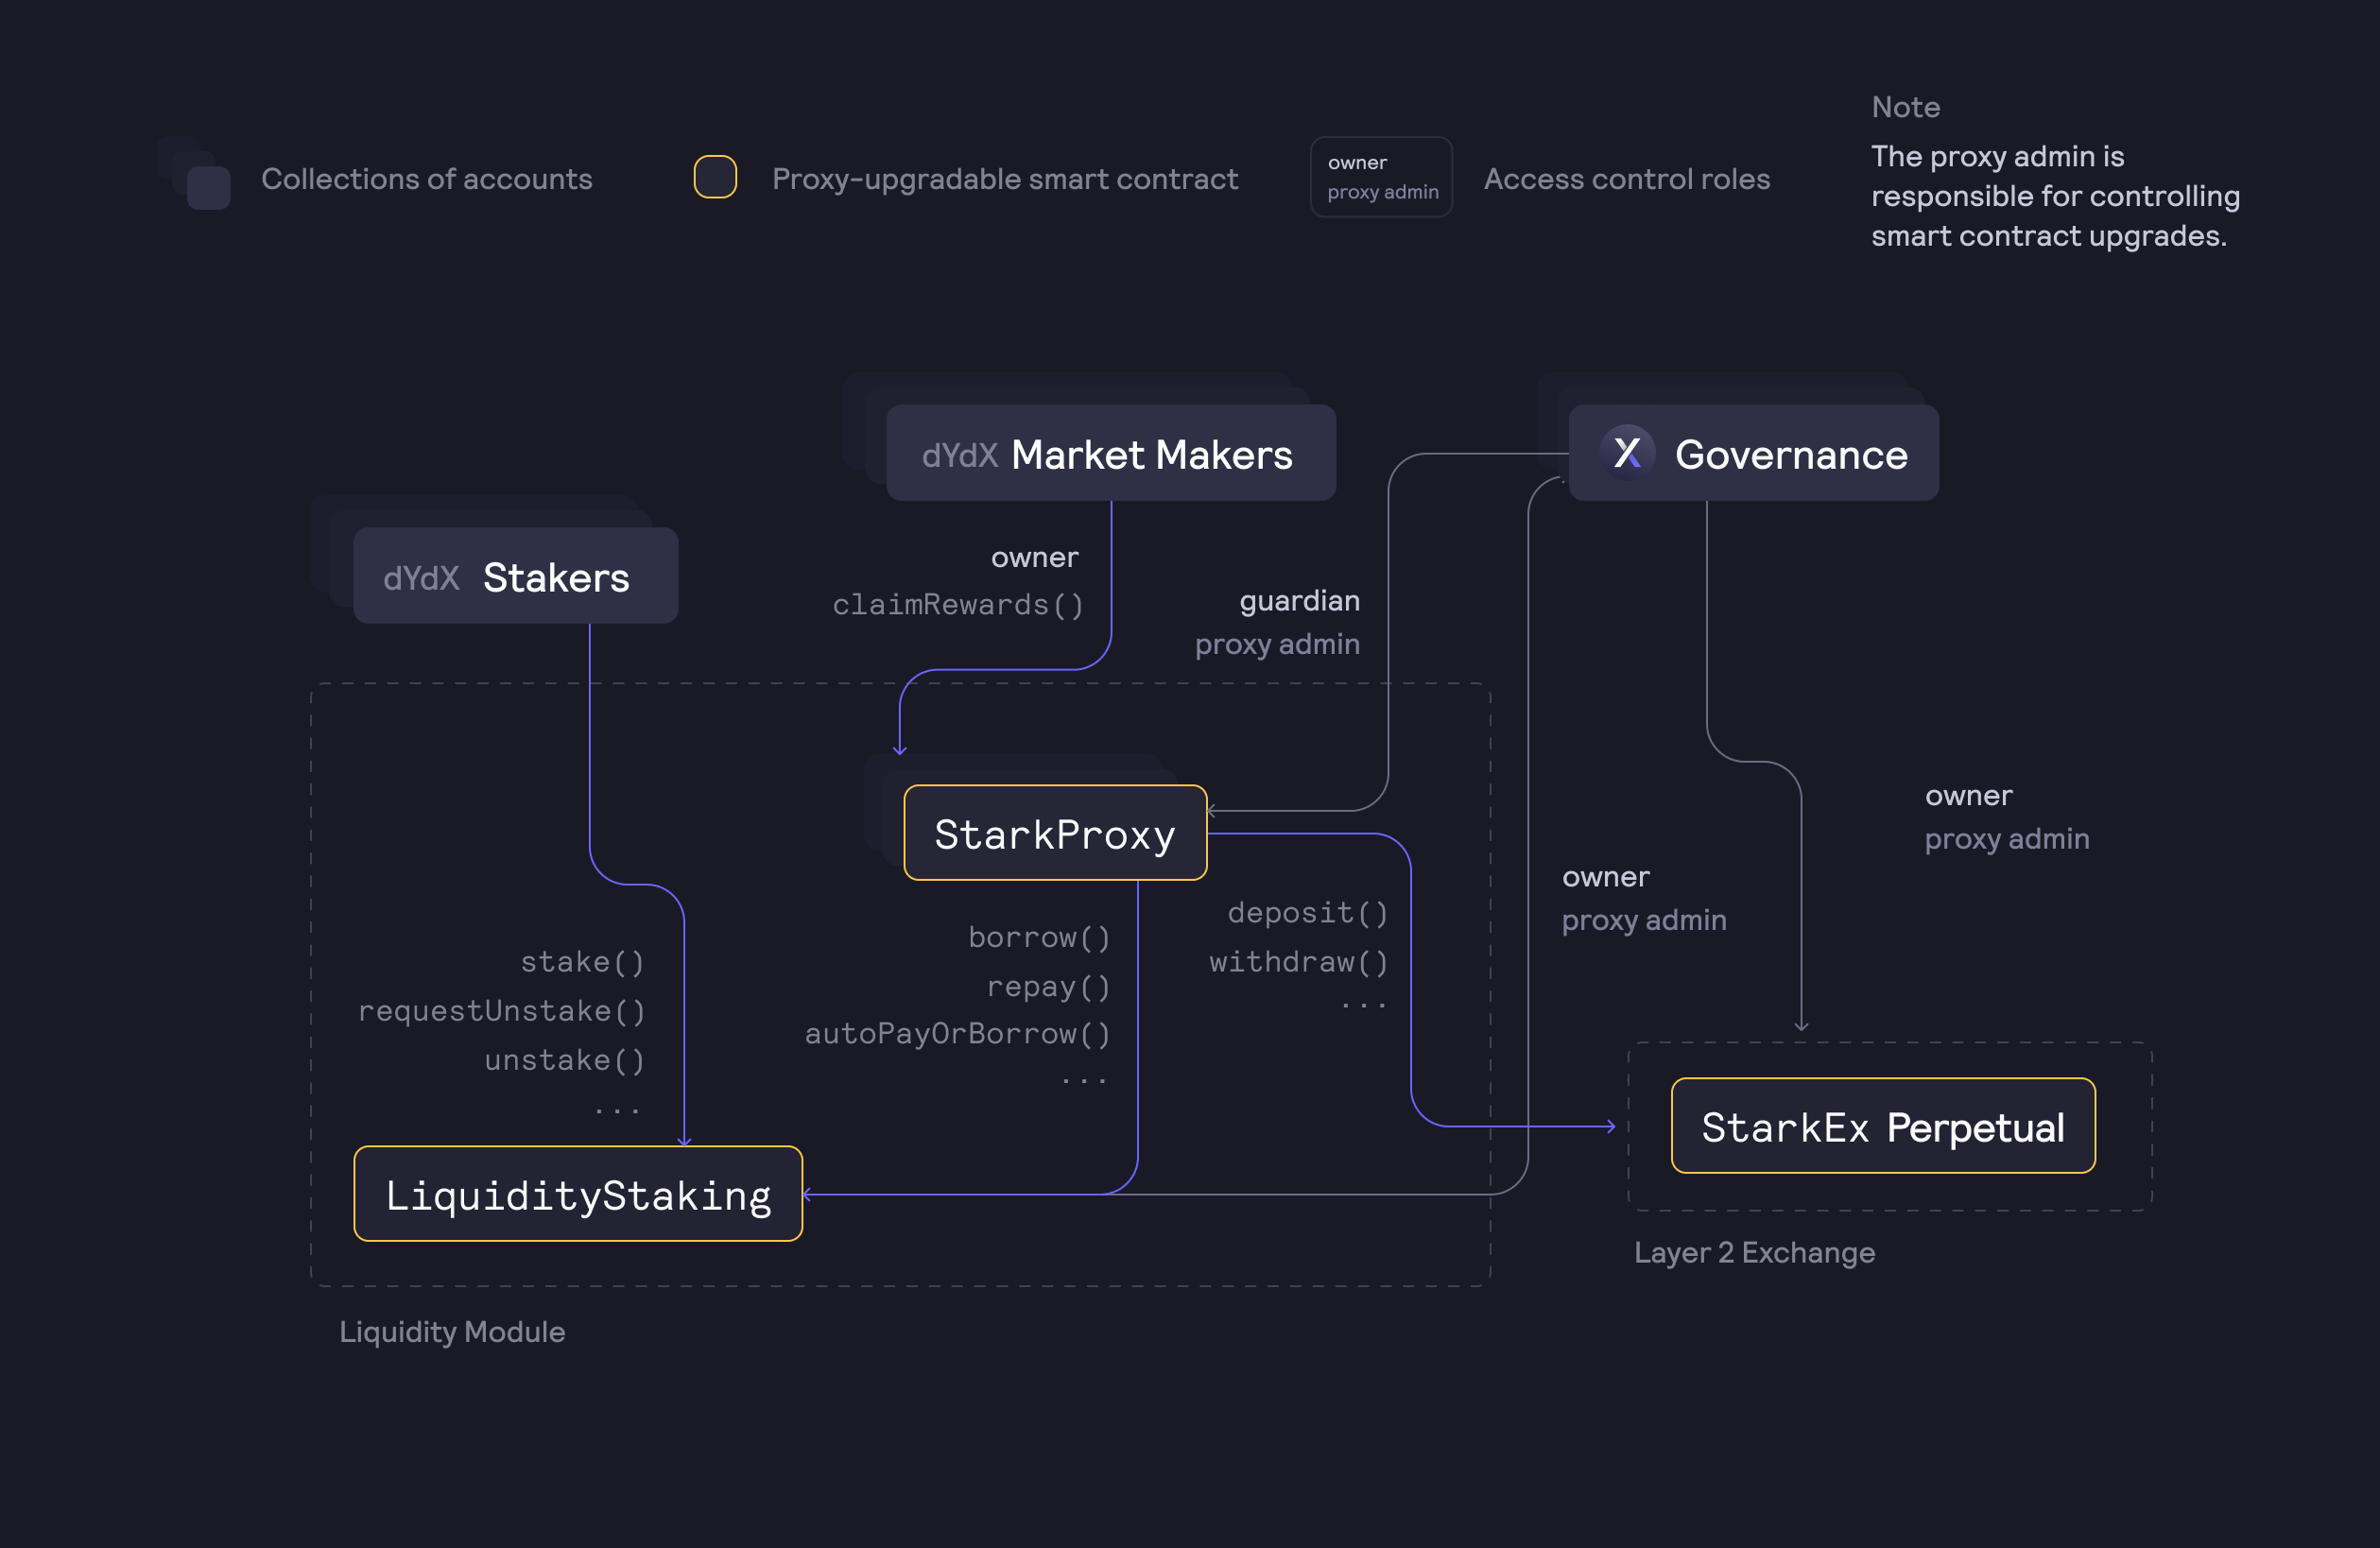 Collections of accounts
Proxy-upgradable smart contract
owner
proxy admin
Access control roles
Note
The proxy admin is
responsible for controlling
smart contract upgrades.
dYdX Market Makers
Governance
dYdX Stakers
owner
claimRewards()
guardian
proxy admin
StarkProxy
owner
proxy admin
owner
proxy admin
deposit()
withdraw()
...
borrow()
repay()
autoPayOrBorrow()
...
stake()
requestUnstake()
unstake()
...
StarkEx Perpetual
LiquidityStaking
Layer 2 Exchange
Liquidity Module